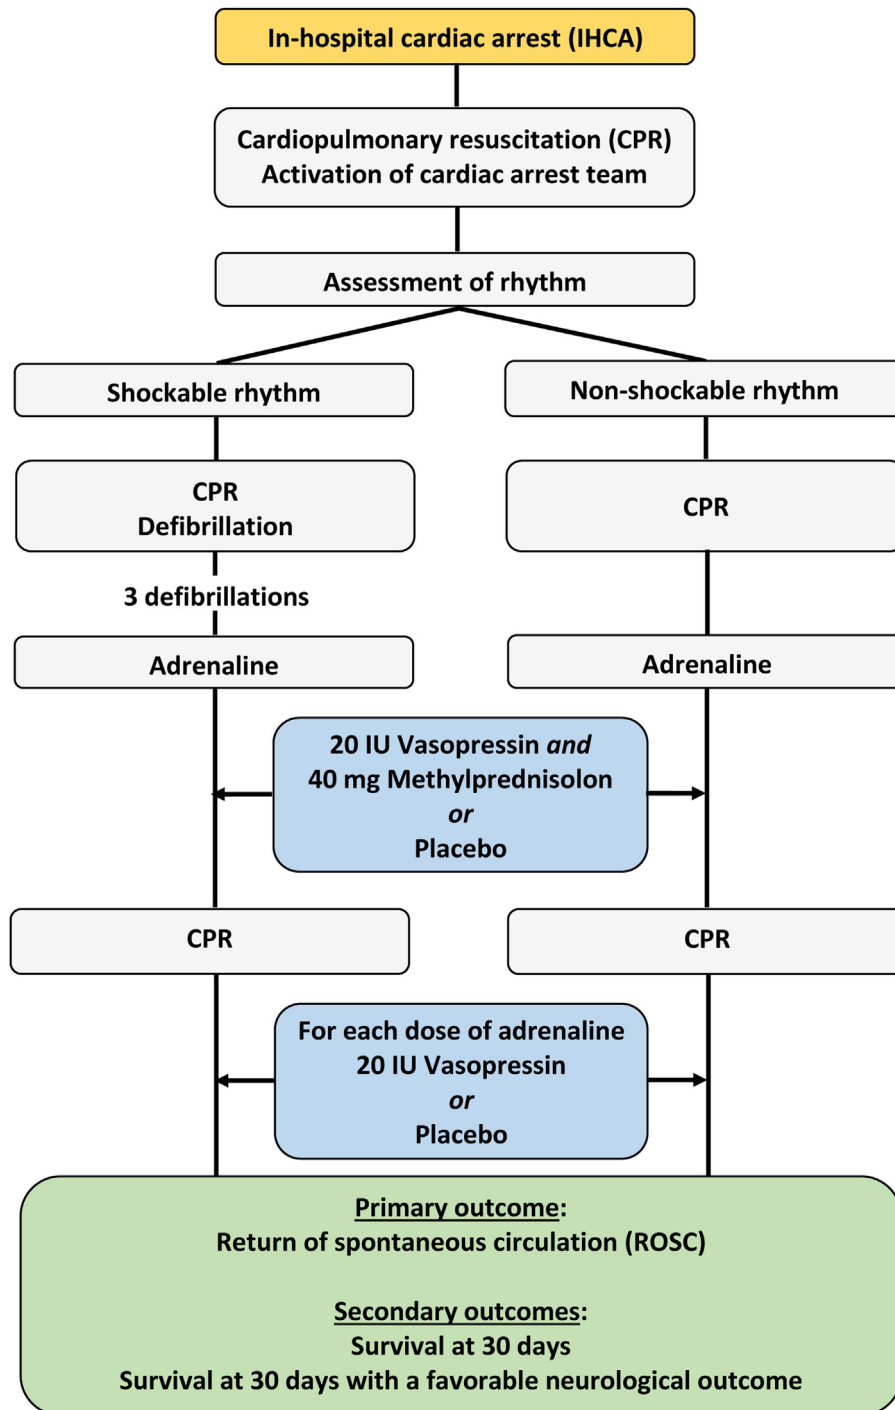 In-hospital cardiac arrest (IHCA)
Cardiopulmonary resuscitation (CPR)
Activation of cardiac arrest team
Assessment of rhythm
Shockable rhythm
Non-shockable rhythm
CPR
Defibrillation
CPR
3 defibrillations
Adrenaline
Adrenaline
20 IU Vasopressin and
40 mg Methylprednisolon
or
Placebo
CPR
CPR
For each dose of adrenaline
20 IU Vasopressin
or
Placebo
Primary outcome:
Return of spontaneous circulation (ROSC)
Secondary outcomes:
Survival at 30 days
Survival at 30 days with a favorable neurological outcome